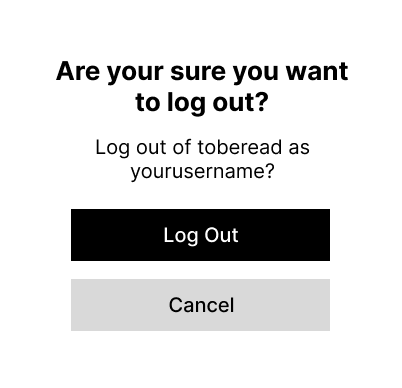 Are your sure you want
to log out?
Log out of toberead as
yourusername?
Log Out
Cancel